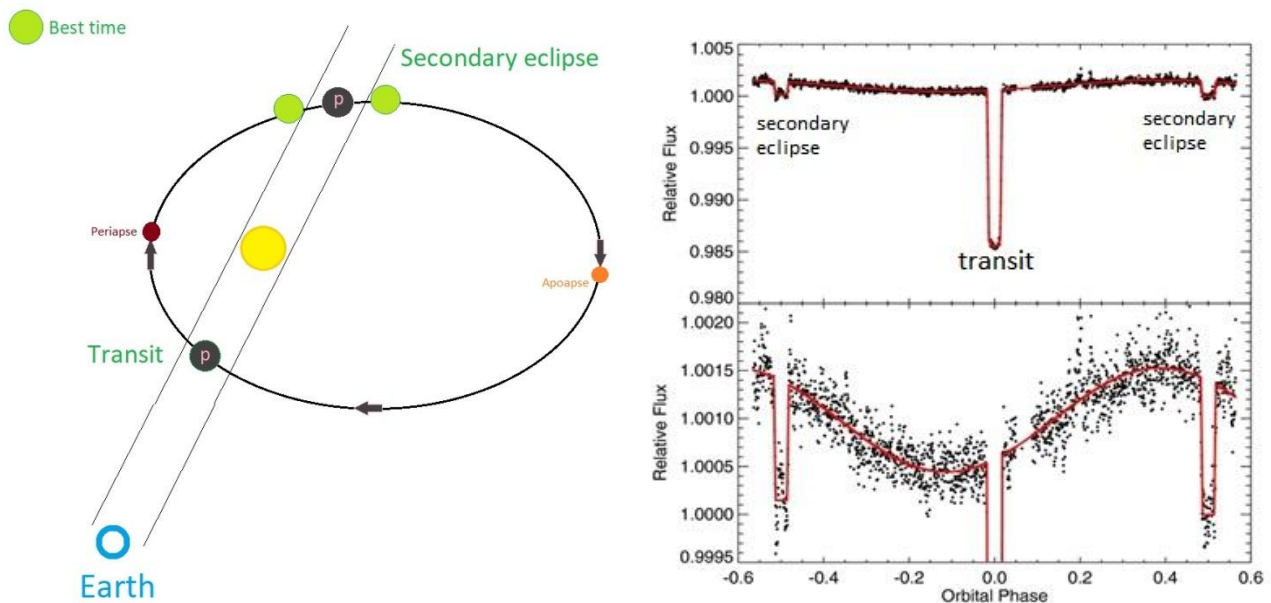 Best time
Secondary eclipse
p
Periapse
Apoapse
Transit
p
Earth
1.005
1.000
0.995
0.990
0.985
0.980
Relative Flux
secondary
eclipse
secondary
eclipse
transit
1.0020
1.0015
1.0010
1.0005
1.0000
0.9995
Relative Flux
-0.6
-0.4
-0.2
0.0
0.2
0.4
0.6
Orbital Phase